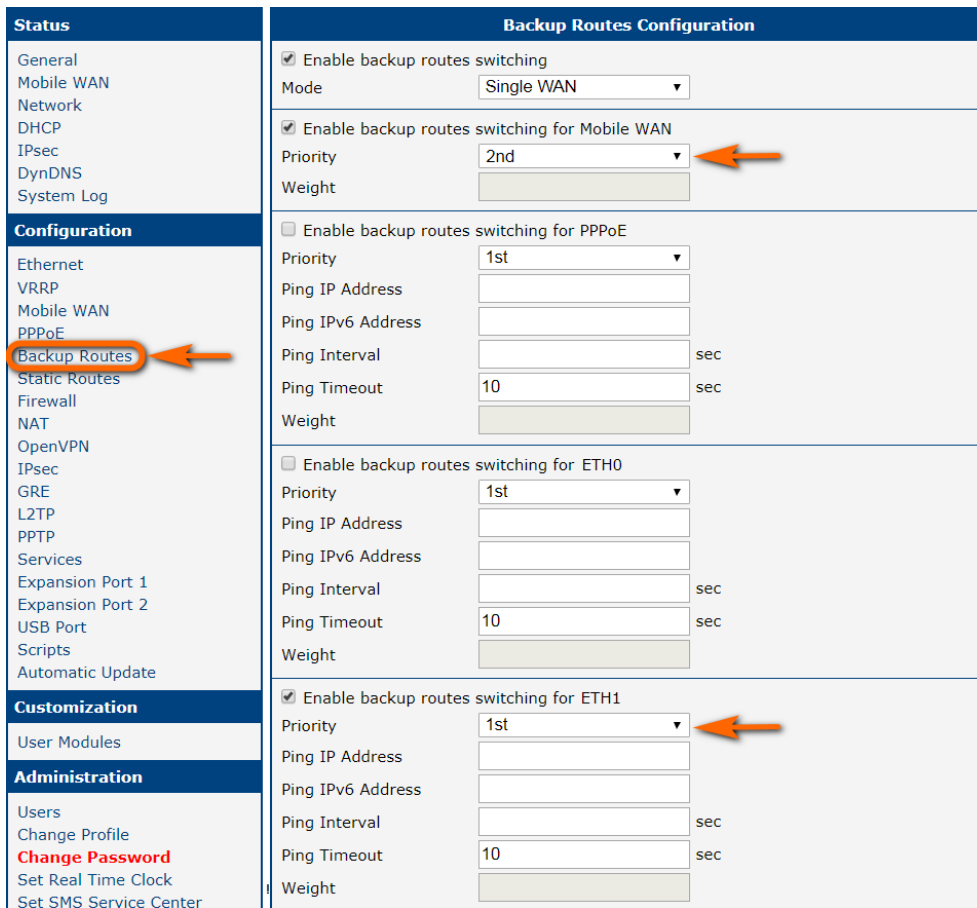 Status
General
Mobile WAN
Network
DHCP
IPsec
DynDNS
System Log
Configuration
Ethernet
VRRP
Mobile WAN
PPPoE
Backup Routes
Static Routes
Firewall
NAT
OpenVPN
IPsec
GRE
L2TP
PPTP
Services
Expansion Port 1
Expansion Port 2
USB Port
Scripts
Automatic Update
Customization
User Modules
Administration
Users
Change Profile
Change Password
Set Real Time Clock
Set SMS Service Center
Backup Routes Configuration
Enable backup routes switching
Mode Single WAN
Enable backup routes switching for Mobile WAN
Priority 2nd
Weight
Enable backup routes switching for PPPoE
Priority 1st
Ping IP Address
Ping IPv6 Address
Ping Interval sec
Ping Timeout 10 sec
Weight
Enable backup routes switching for ETH0
Priority 1st
Ping IP Address
Ping IPv6 Address
Ping Interval sec
Ping Timeout 10 sec
Weight
Enable backup routes switching for ETH1
Priority 1st
Ping IP Address
Ping IPv6 Address
Ping Interval sec
Ping Timeout 10 sec
Weight